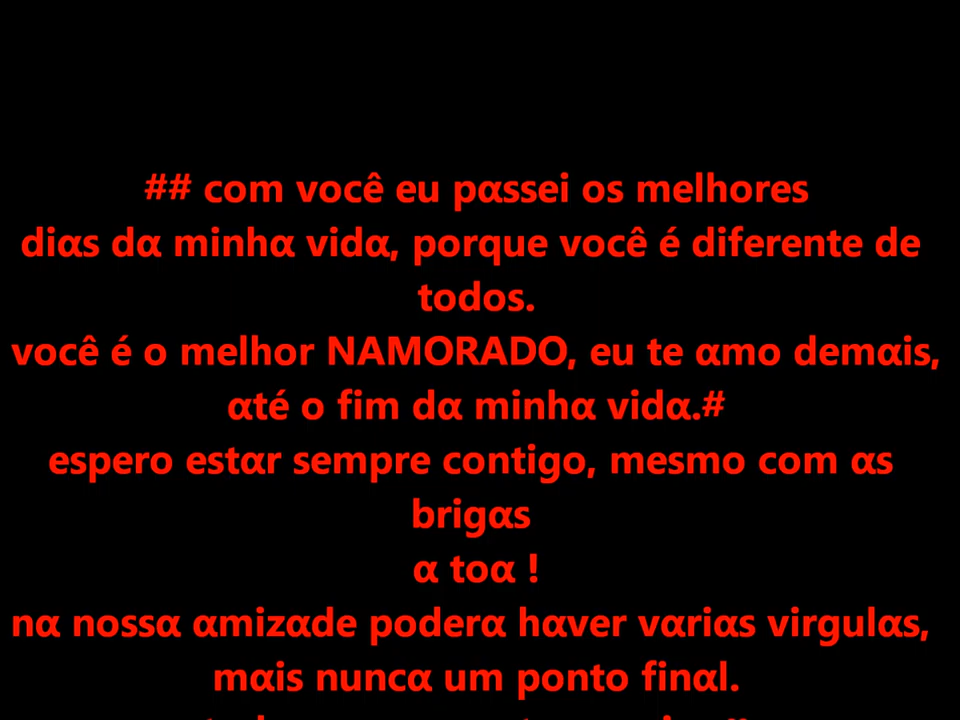 ## com você eu pαssei os melhores
diαs dα minhα vidα, porque você é diferente de
todos.
você é o melhor NAMORADO, eu te αmo demαis,
αté o fim dα minhα vidα.#
espero estαr sempre contigo, mesmo com αs
brigαs
α toα !
nα nossα αmizαde poderα hαver vαriαs virgulαs,
mαis nuncα um ponto finαl.